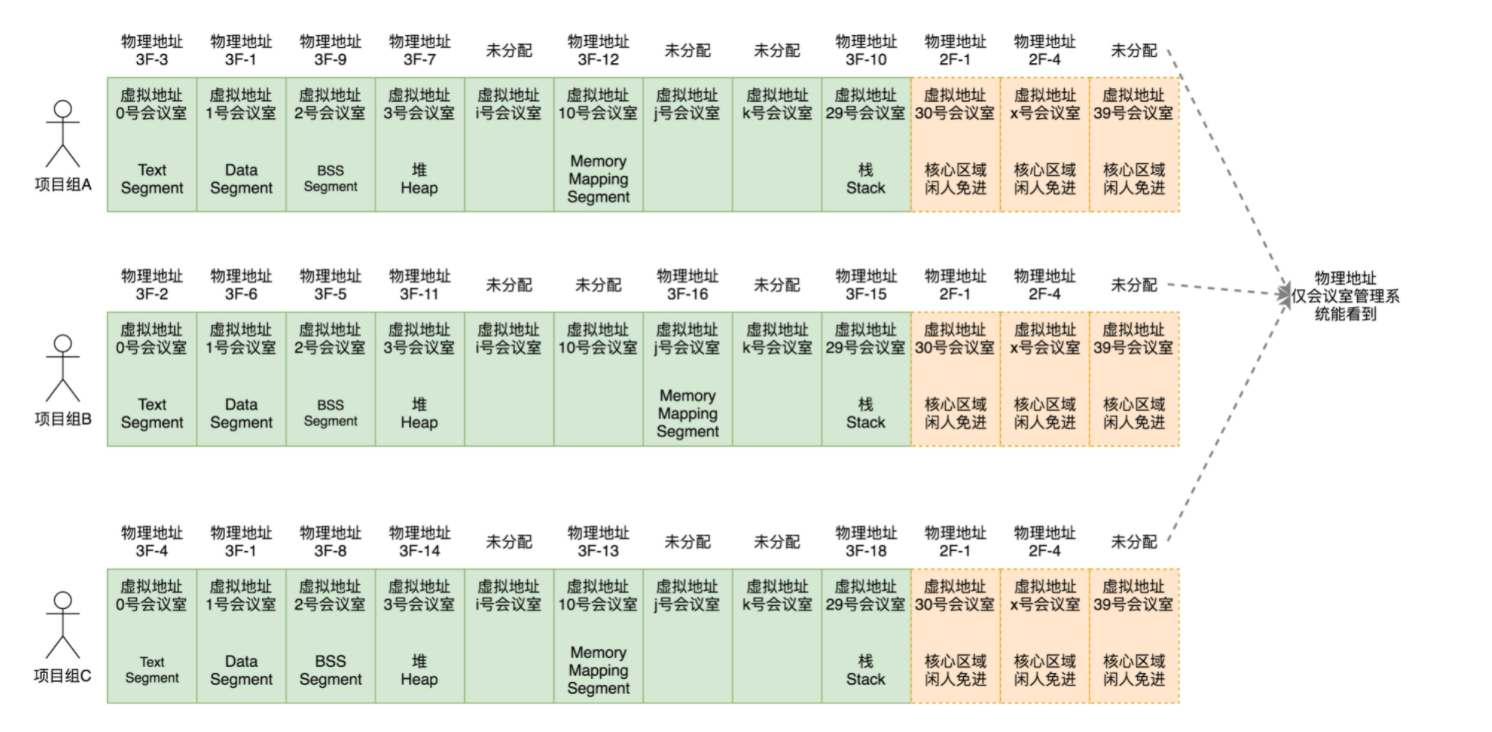 物理地址 物理地址 物理地址 物理地址 未分配 物理地址 未分配 未分配 物理地址 物理地址 物理地址 未分配
3F-3 3F-1 3F-9 3F-7 3F-12 3F-10 2F-1 2F-4
虚拟地址 虚拟地址 虚拟地址 虚拟地址 虚拟地址 虚拟地址 虚拟地址 虚拟地址 虚拟地址 虚拟地址 虚拟地址 虚拟地址
0号会议室 1号会议室 2号会议室 3号会议室 i号会议室 10号会议室 j号会议室 k号会议室 29号会议室 30号会议室 x号会议室 39号会议室
Text Data BSS 堆 Memory 栈 核心区域 核心区域 核心区域
Segment Segment Segment Heap Mapping Stack 闲人免进 闲人免进 闲人免进
Segment
项目组A
物理地址 物理地址 物理地址 物理地址 未分配 未分配 物理地址 未分配 物理地址 物理地址 物理地址 未分配
3F-2 3F-6 3F-5 3F-11 3F-16 3F-15 2F-1 2F-4
物理地址
仅会议室管理系
统能看到
虚拟地址 虚拟地址 虚拟地址 虚拟地址 虚拟地址 虚拟地址 虚拟地址 虚拟地址 虚拟地址 虚拟地址 虚拟地址 虚拟地址
0号会议室 1号会议室 2号会议室 3号会议室 i号会议室 10号会议室 j号会议室 k号会议室 29号会议室 30号会议室 x号会议室 39号会议室
Text Data BSS 堆 Memory 栈 核心区域 核心区域 核心区域
Segment Segment Segment Heap Mapping Stack 闲人免进 闲人免进 闲人免进
Segment
项目组B
物理地址 物理地址 物理地址 物理地址 未分配 物理地址 未分配 未分配 物理地址 物理地址 物理地址 未分配
3F-4 3F-1 3F-8 3F-14 3F-13 3F-18 2F-1 2F-4
虚拟地址 虚拟地址 虚拟地址 虚拟地址 虚拟地址 虚拟地址 虚拟地址 虚拟地址 虚拟地址 虚拟地址 虚拟地址 虚拟地址
0号会议室 1号会议室 2号会议室 3号会议室 i号会议室 10号会议室 j号会议室 k号会议室 29号会议室 30号会议室 x号会议室 39号会议室
Text Data BSS 堆 Memory 栈 核心区域 核心区域 核心区域
Segment Segment Segment Heap Mapping Stack 闲人免进 闲人免进 闲人免进
Segment
项目组C